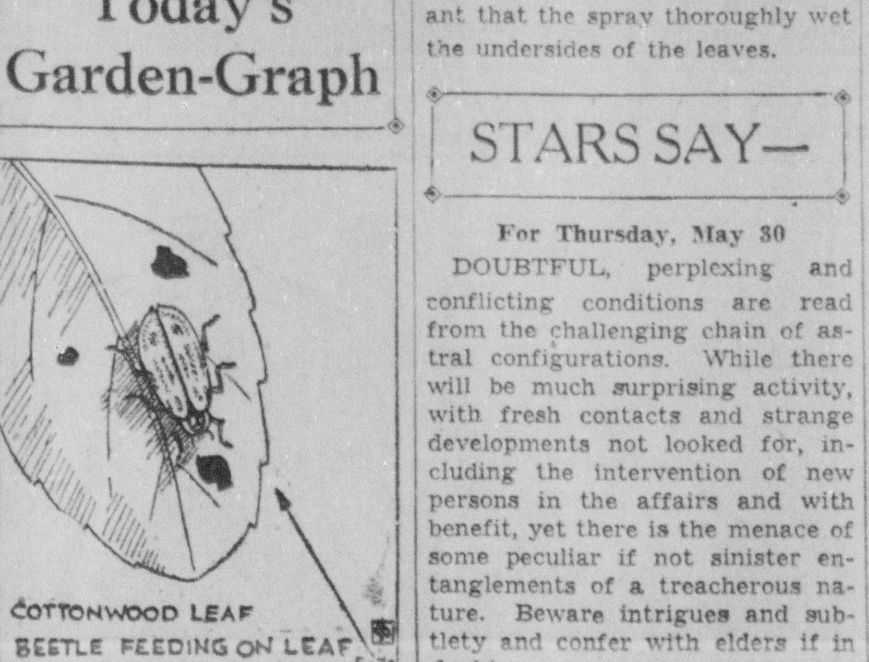 Today's
Garden-Graph
COTTONWOOD LEAF
BEETLE FEEDING ON LEAF
ant that the spray thoroughly wet
the undersides of the leaves.
STARS SAY—
For Thursday, May 30
DOUBTFUL, perplexing and
conflicting conditions are read
from the challenging chain of as-
tral configurations. While there
will be much surprising activity,
with fresh contacts and strange
developments not looked for, in-
cluding the intervention of new
persons in the affairs and with
benefit, yet there is the menace of
some peculiar if not sinister en-
tanglements of a treacherous na-
ture. Beware intrigues and sub-
tlety and confer with elders if in